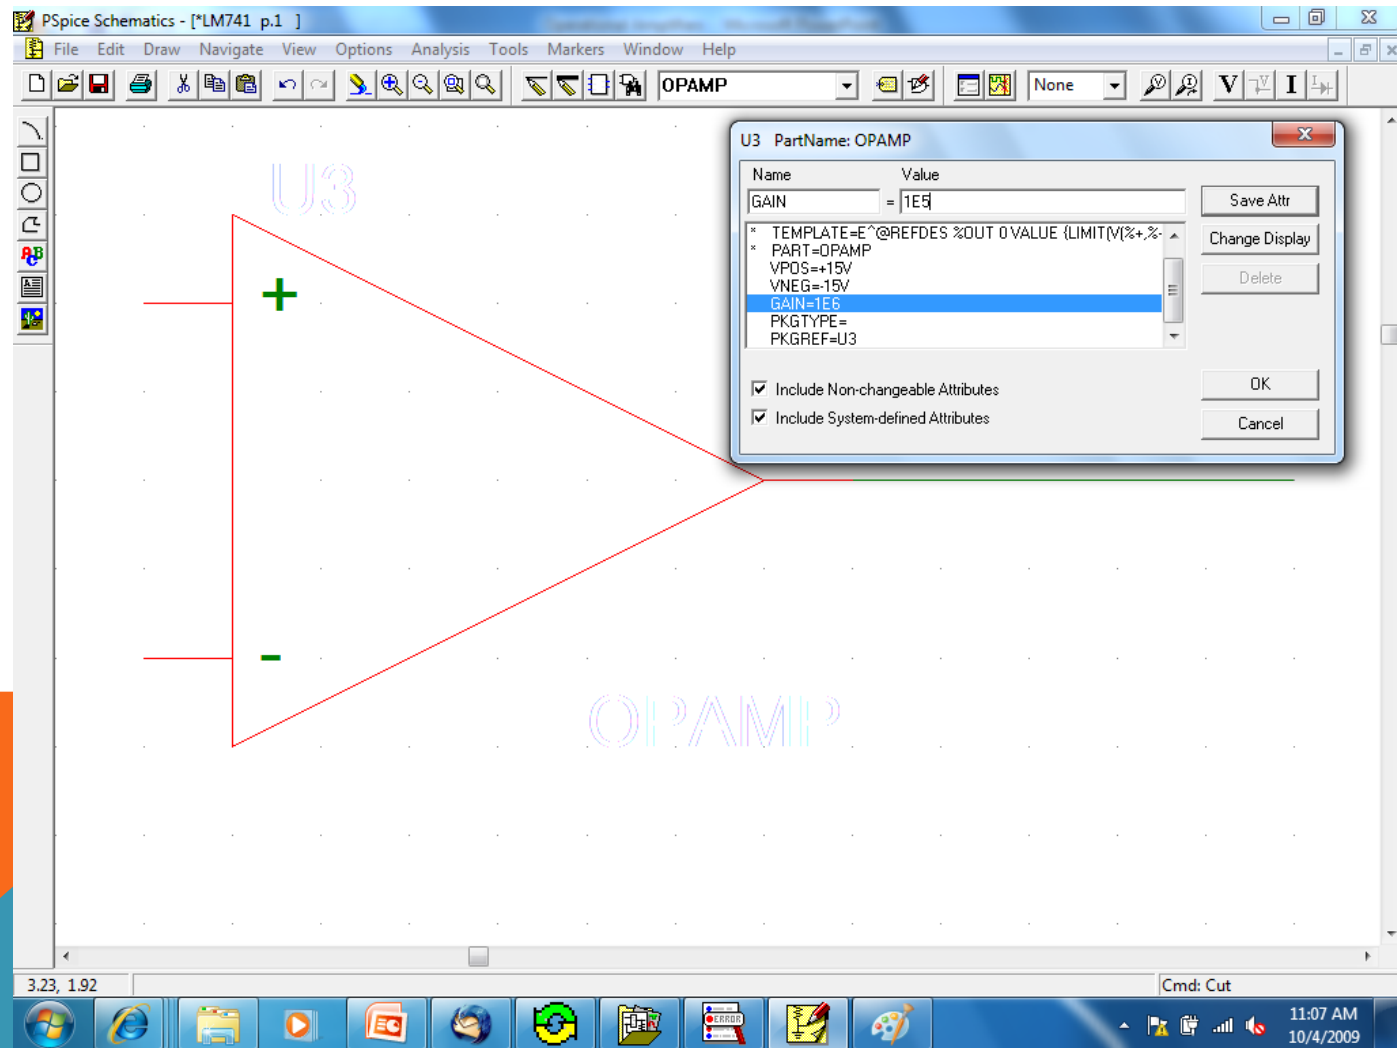 PSpice Schematics - [*LM741 p.1 ]
File Edit Draw Navigate View Options Analysis Tools Markers Window Help
OPAMP
None
V
I
U3 PartName: OPAMP
Name Value
GAIN = 1E5
Save Attr
* TEMPLATE=E^@REFDES %OUT 0 VALUE {LIMIT(V(%+,%-
* PART=OPAMP
VPOS=+15V
VNEG=-15V
GAIN=1E6
PKGTYPE=
PKGREF=U3
Change Display
Delete
Include Non-changeable Attributes
Include System-defined Attributes
OK
Cancel
U3
+
-
OPAMP
3.23, 1.92
Cmd: Cut
ERROR
11:07 AM
10/4/2009